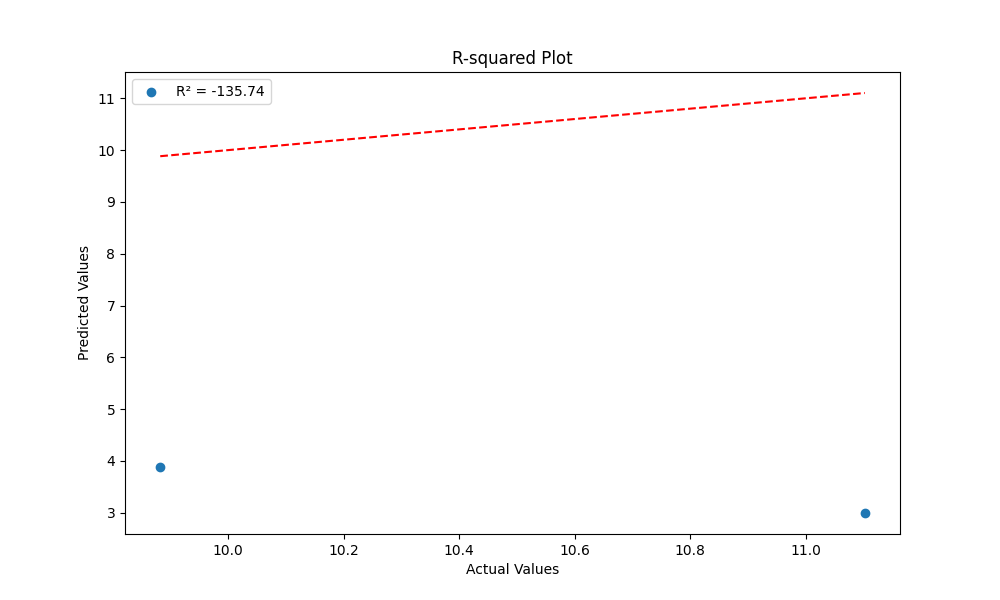 R-squared Plot
R² = -135.74
11
10
9
8
7
6
5
4
3
Predicted Values
10.0 10.2 10.4 10.6 10.8 11.0
Actual Values